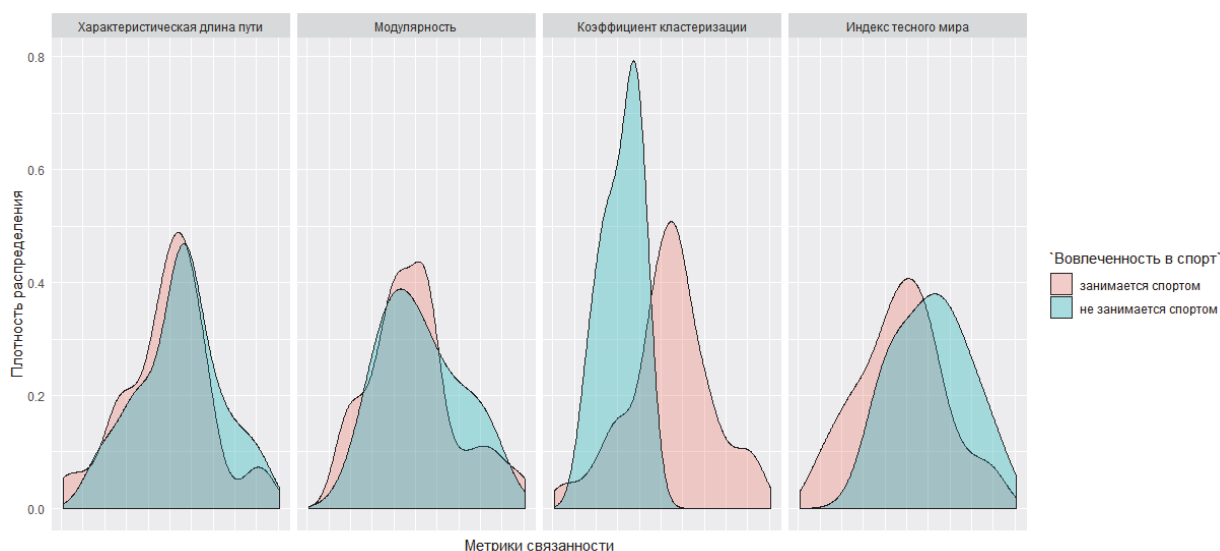 Характеристическая длина пути
Модулярность
Коэффициент кластеризации
Индекс тесного мира
0.8
0.6
0.4
0.2
0.0
Плотность распределения
Метрики связанности
`Вовлеченность в спорт`
занимается спортом
не занимается спортом